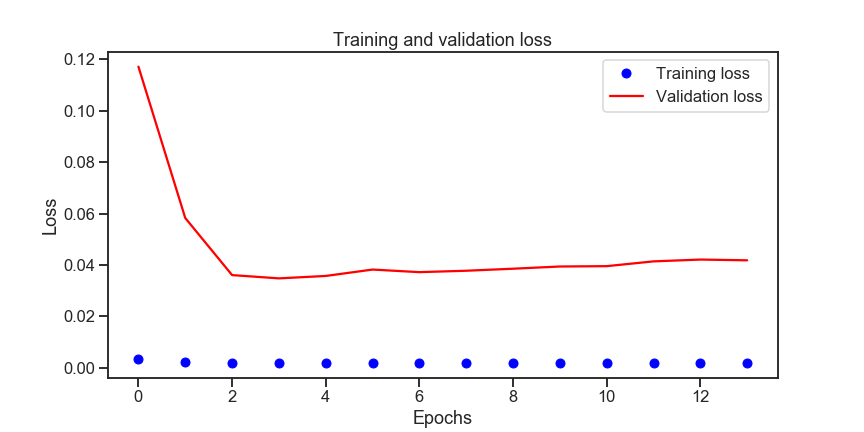 Training and validation loss
0.12
0.10
0.08
0.06
0.04
0.02
0.00
Loss
Training loss
Validation loss
0 2 4 6 8 10 12
Epochs